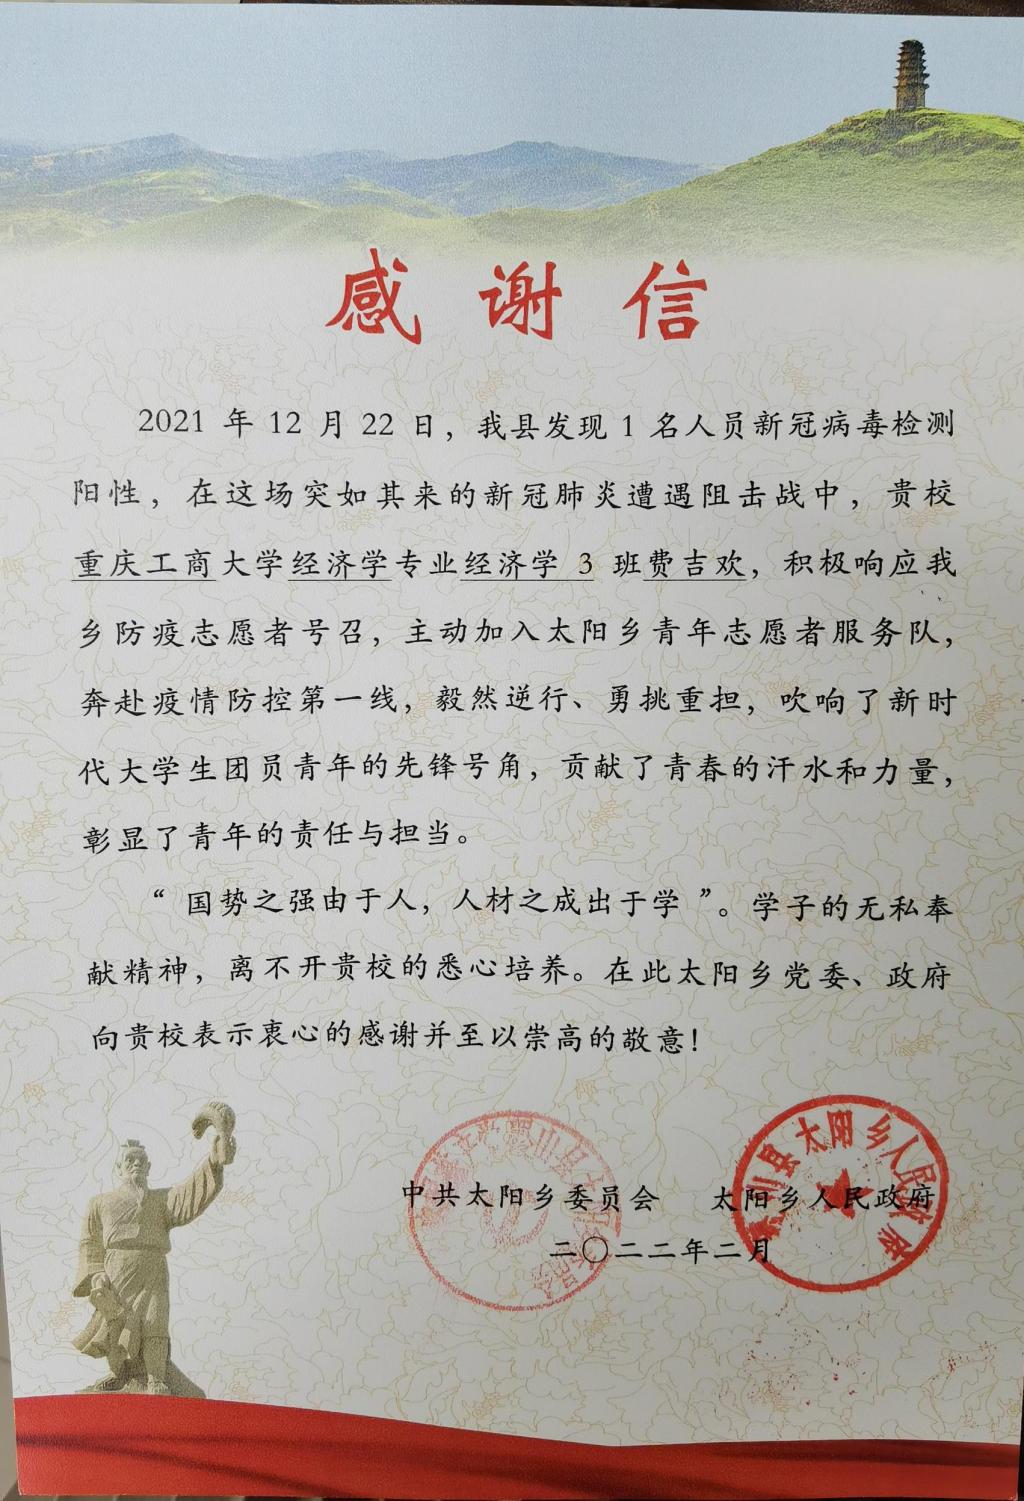 感谢信
2021 年 12 月 22 日，我县发现 1 名人员新冠病毒检测
阳性，在这场突如其来的新冠肺炎遭遇阻击战中，贵校
重庆工商大学经济学专业经济学 3 班费吉欢，积极响应我
乡防疫志愿者号召，主动加入太阳乡青年志愿者服务队，
奔赴疫情防控第一线，毅然逆行、勇挑重担，吹响了新时
代大学生团员青年的先锋号角，贡献了青春的汗水和力量，
彰显了青年的责任与担当。
“ 国势之强由于人，人材之成出于学 ”。学子的无私奉
献精神，离不开贵校的悉心培养。在此太阳乡党委、政府
向贵校表示衷心的感谢并至以崇高的敬意！
中共太阳乡委员会 太阳乡人民政府
二〇二二年二月
山县太阳乡人民政府